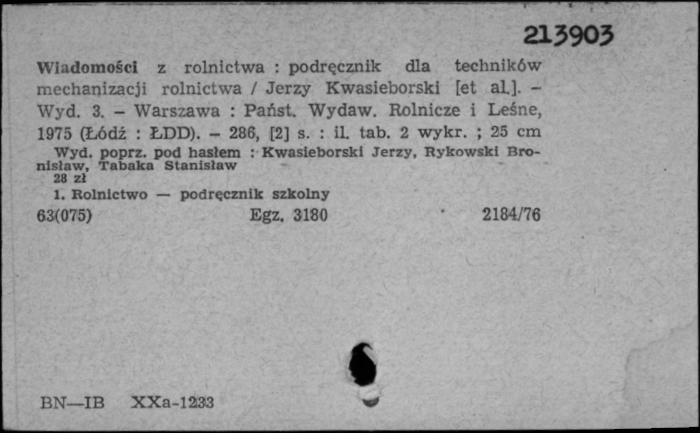 213903
Wiadomości z rolnictwa : podręcznik dla techników
mechanizacji rolnictwa / Jerzy Kwasieborski [et al.]. –
Wyd. 3. – Warszawa : Państ. Wydaw. Rolnicze i Leśne,
1975 (Łódź : ŁDD). – 286, [2] s. : il. tab. 2 wykr. ; 25 cm
Wyd. poprz. pod hasłem : Kwasieborski Jerzy, Rykowski Bro-
nisław, Tabaka Stanisław
28 zł
1. Rolnictwo — podręcznik szkolny
63(075) Egz. 3180 2184/76
BN—IB XXa-1233